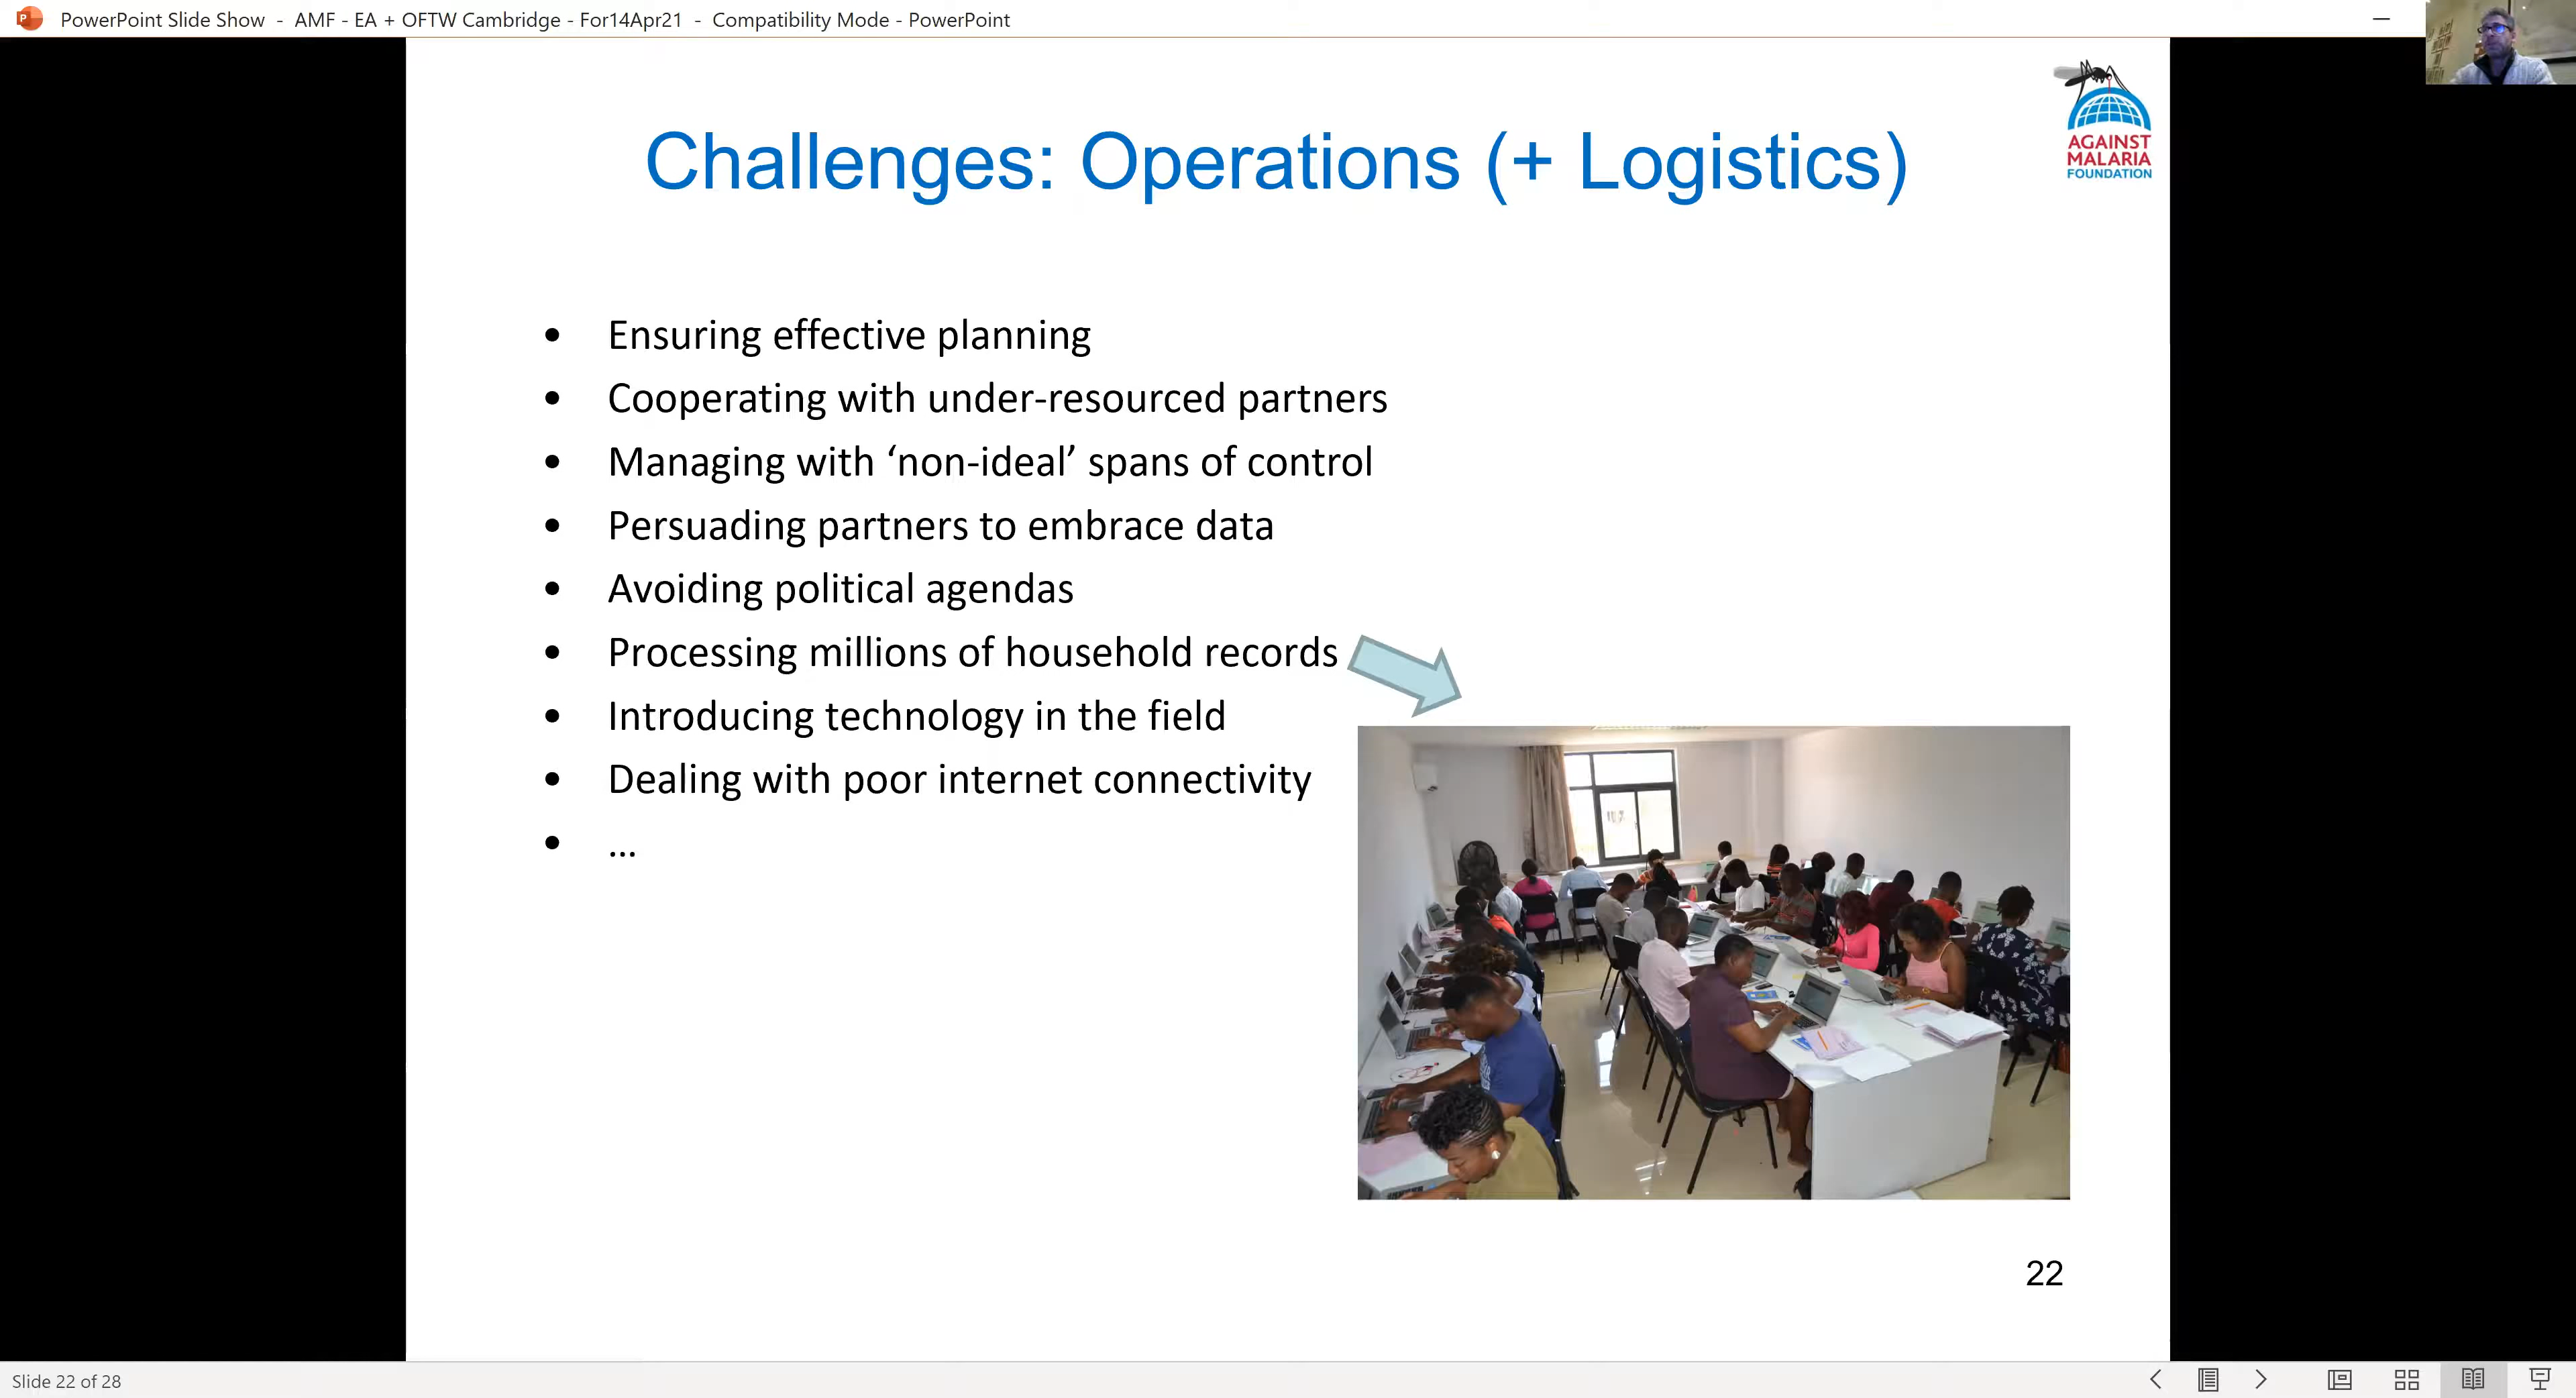 PowerPoint Slide Show - AMF - EA + OFTW Cambridge - For14Apr21 - Compatibility Mode - PowerPoint
AGAINST
MALARIA
FOUNDATION
Challenges: Operations (+ Logistics)
• Ensuring effective planning
• Cooperating with under-resourced partners
• Managing with ‘non-ideal’ spans of control
• Persuading partners to embrace data
• Avoiding political agendas
• Processing millions of household records
• Introducing technology in the field
• Dealing with poor internet connectivity
• ...
22
Slide 22 of 28